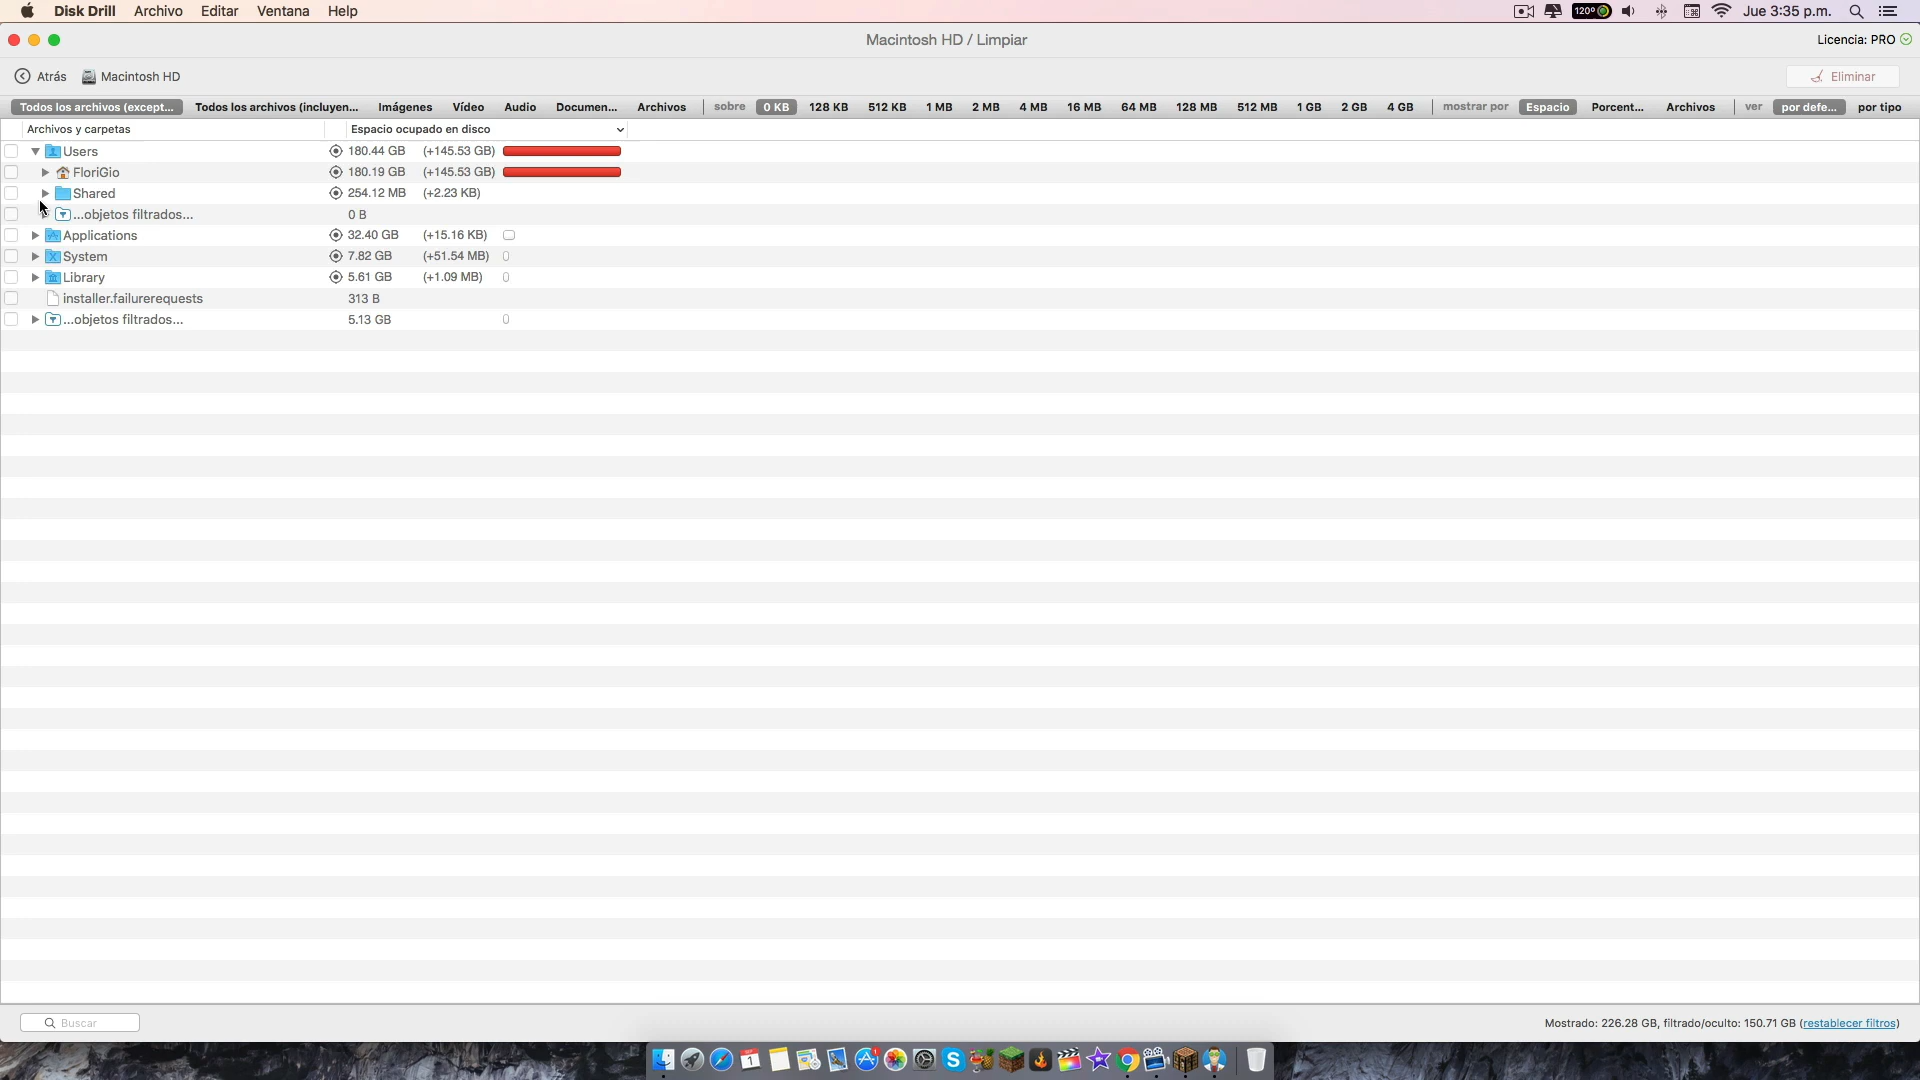 Disk Drill Archivo Editar Ventana Help 120° Jue 3:35 p.m.
Macintosh HD / Limpiar Licencia: PRO
Atrás Macintosh HD Eliminar
Todos los archivos (except... Todos los archivos (incluyen... Imágenes Vídeo Audio Documen... Archivos sobre 0 KB 128 KB 512 KB 1 MB 2 MB 4 MB 16 MB 64 MB 128 MB 512 MB 1 GB 2 GB 4 GB mostrar por Espacio Porcent... Archivos ver por defe... por tipo
Archivos y carpetas Espacio ocupado en disco
Users 180.44 GB (+145.53 GB)
FloriGio 180.19 GB (+145.53 GB)
Shared 254.12 MB (+2.23 KB)
...objetos filtrados... 0 B
Applications 32.40 GB (+15.16 KB)
System 7.82 GB (+51.54 MB)
Library 5.61 GB (+1.09 MB)
installer.failurerequests 313 B
...objetos filtrados... 5.13 GB
Buscar Mostrado: 226.28 GB, filtrado/oculto: 150.71 GB (restablecer filtros)
1 1